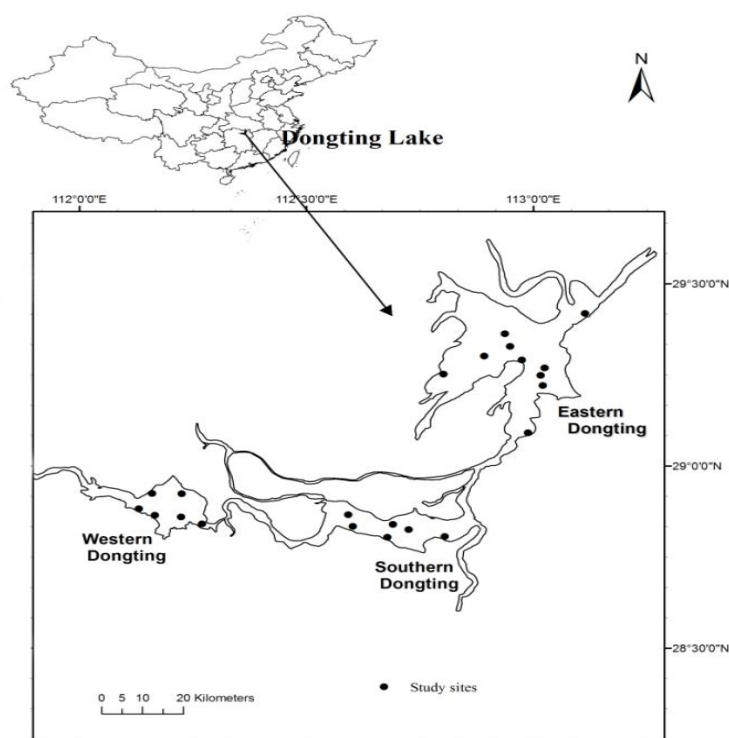 N
Dongting Lake
112°0'0"E
112°30'0"E
113°0'0"E
29°30'0"N
Eastern
Dongting
29°0'0"N
Western
Dongting
Southern
Dongting
28°30'0"N
0 5 10 20 Kilometers
Study sites